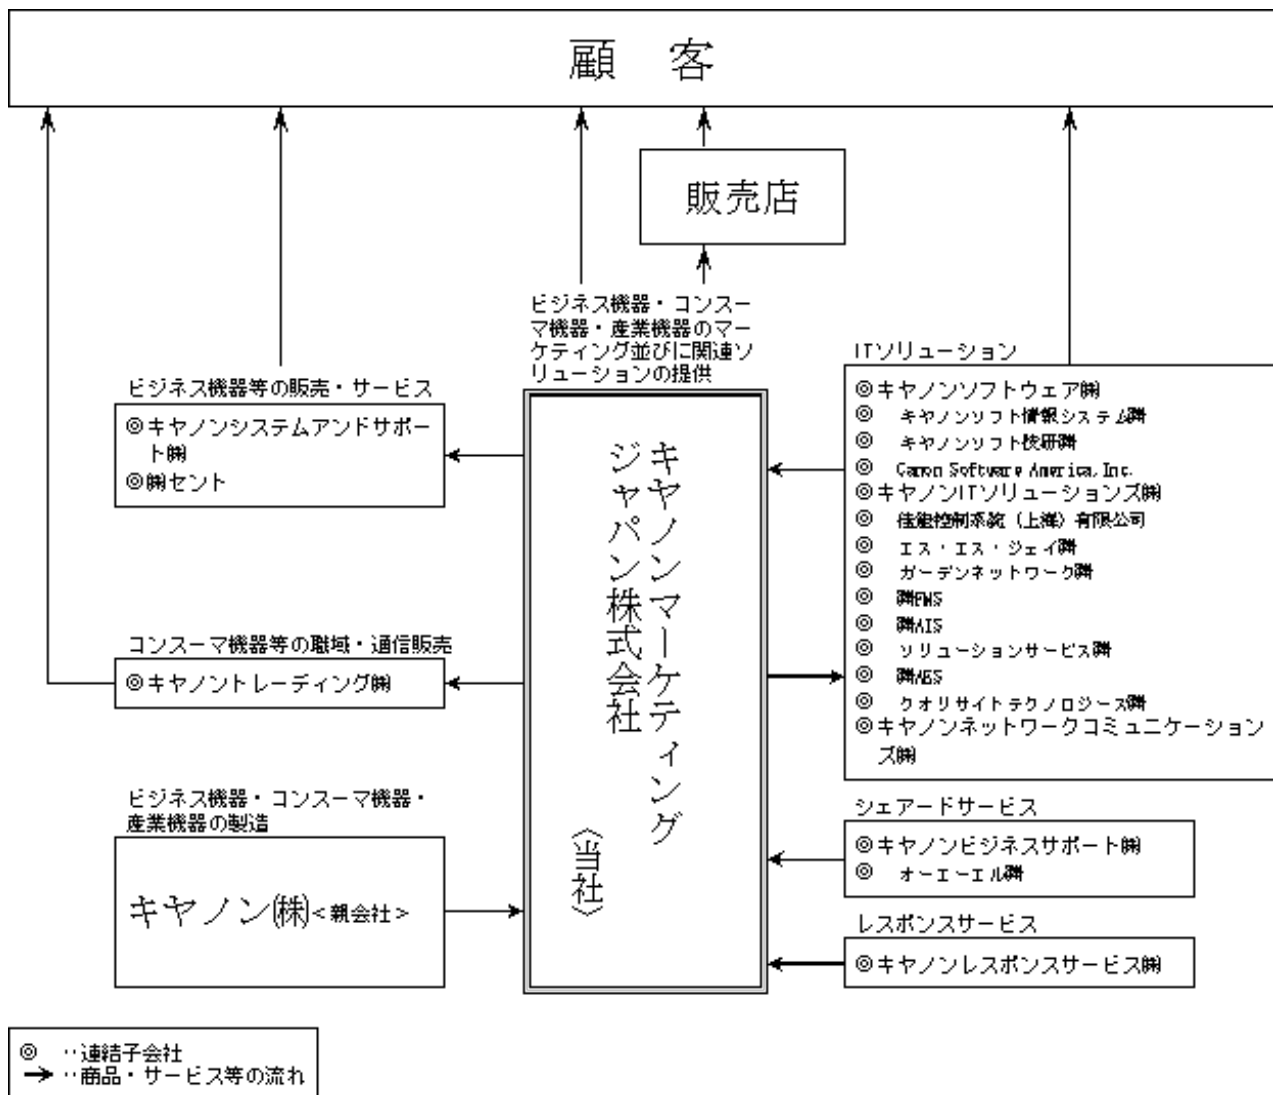 顧 客
販売店
ビジネス機器・コンスー
マ機器・産業機器のマー
ケティング並びに関連ソ
リューションの提供
ビジネス機器等の販売・サービス
◎キヤノンシステムアンドサポー
ト㈱
◎㈱セント
コンスーマ機器等の職域・通信販売
◎キヤノントレーディング㈱
ビジネス機器・コンスーマ機器・
産業機器の製造
キヤノン㈱<親会社>
キヤノンマーケティング
ジャパン株式会社
〈当社〉
ITソリューション
◎キヤノンソフトウェア㈱
◎ キヤノンソフト情報システム㈱
◎ キヤノンソフト技研㈱
◎ Canon Software America, Inc.
◎キヤノンITソリューションズ㈱
◎ 佳能控制系統（上海）有限公司
◎ エス・エス・ジェイ㈱
◎ ガーデンネットワーク㈱
◎ ㈱FMS
◎ ㈱AIS
◎ ソリューションサービス㈱
◎ ㈱AES
◎ クオリサイトテクノロジーズ㈱
◎キヤノンネットワークコミュニケーション
ズ㈱
シェアードサービス
◎キヤノンビジネスサポート㈱
◎ オーエーエル㈱
レスポンスサービス
◎キヤノンレスポンスサービス㈱
◎ ‥連結子会社
→ ‥商品・サービス等の流れ